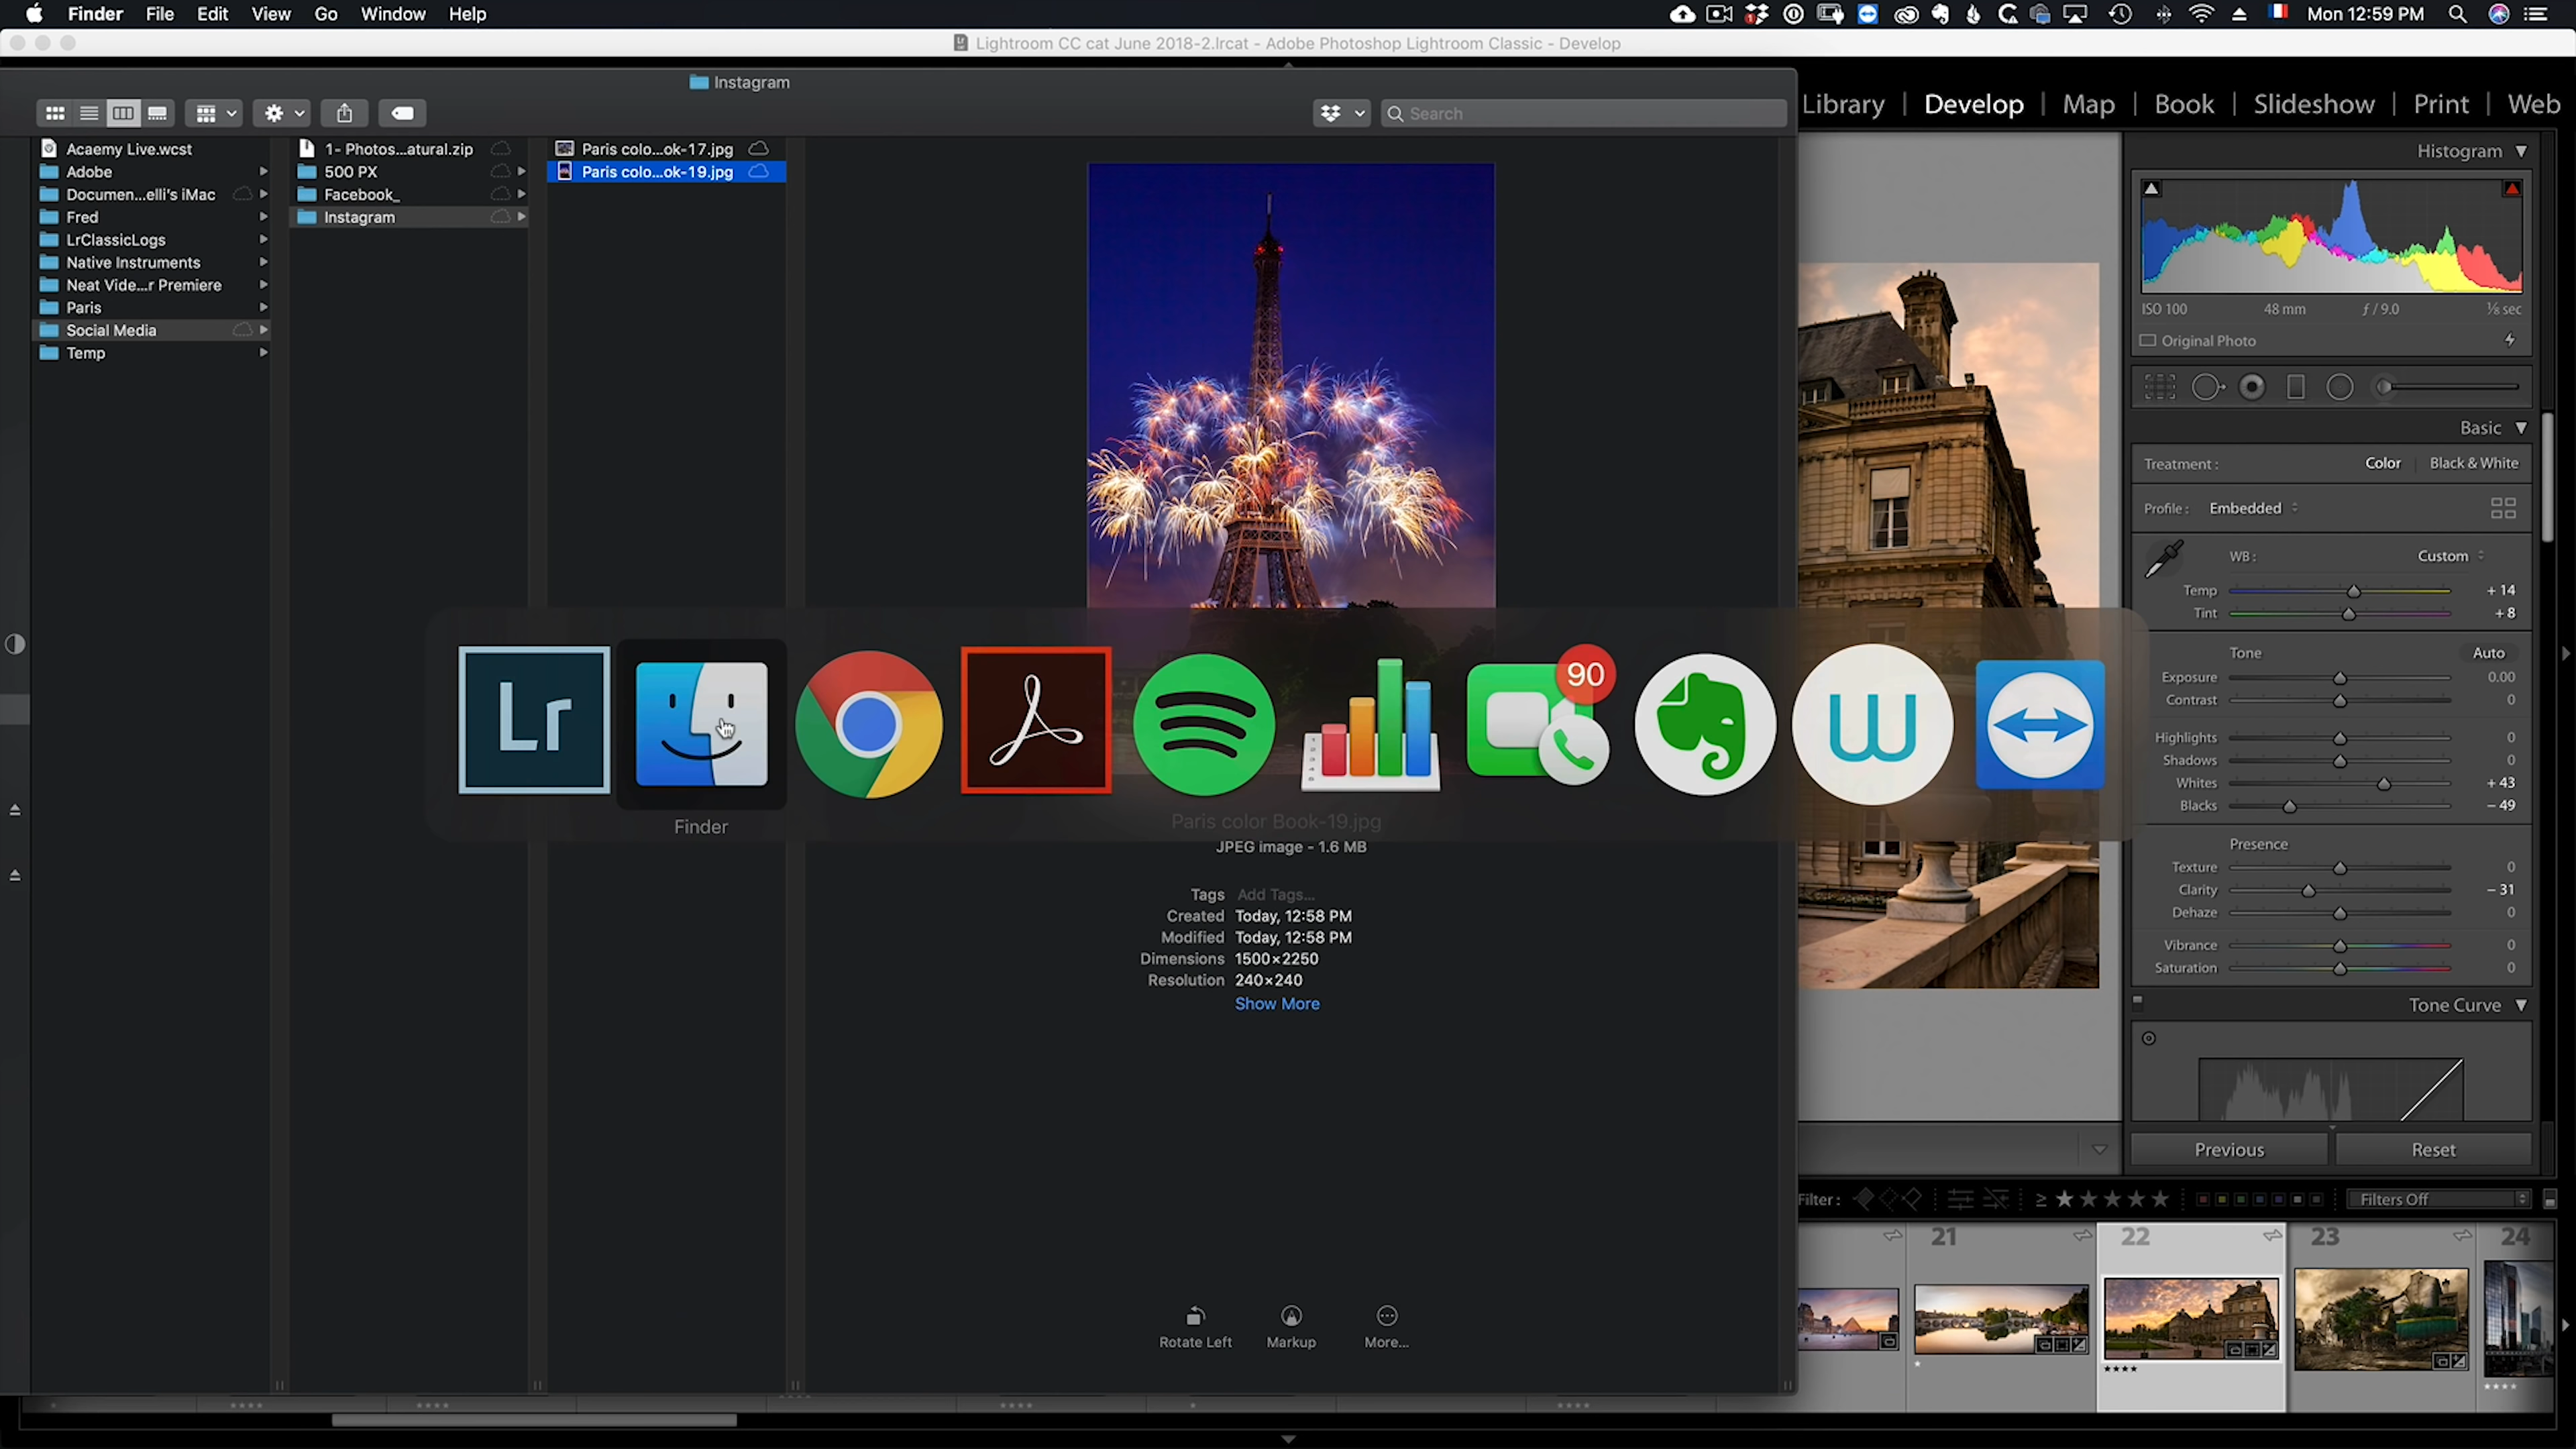 Finder File Edit View Go Window Help Mon 12:59 PM
Lightroom CC cat June 2018-2.lrcat - Adobe Photoshop Lightroom Classic - Develop
Instagram
Search
Library | Develop | Map | Book | Slideshow | Print | Web
Acaemy Live.wcst
Adobe
Documen...elli's iMac
Fred
LrClassicLogs
Native Instruments
Neat Vide...r Premiere
Paris
Social Media
Temp
1- Photos...atural.zip
500 PX
Facebook_
Instagram
Paris colo...ok-17.jpg
Paris colo...ok-19.jpg
Histogram
ISO 100 48 mm ƒ / 9.0 ⅛ sec
Original Photo
Basic
Treatment : Color Black & White
Profile : Embedded
WB : Custom
Temp + 14
Tint + 8
Tone Auto
Exposure 0.00
Contrast 0
Highlights 0
Shadows 0
Whites + 43
Blacks − 49
Presence
Texture 0
Clarity − 31
Dehaze 0
Vibrance 0
Saturation 0
Tone Curve
Previous Reset
Lr
90
W
Finder
Paris color Book-19.jpg
JPEG image - 1.6 MB
Tags Add Tags...
Created Today, 12:58 PM
Modified Today, 12:58 PM
Dimensions 1500×2250
Resolution 240×240
Show More
Rotate Left Markup More...
Filter : ≥ Filters Off
21 22 23 24